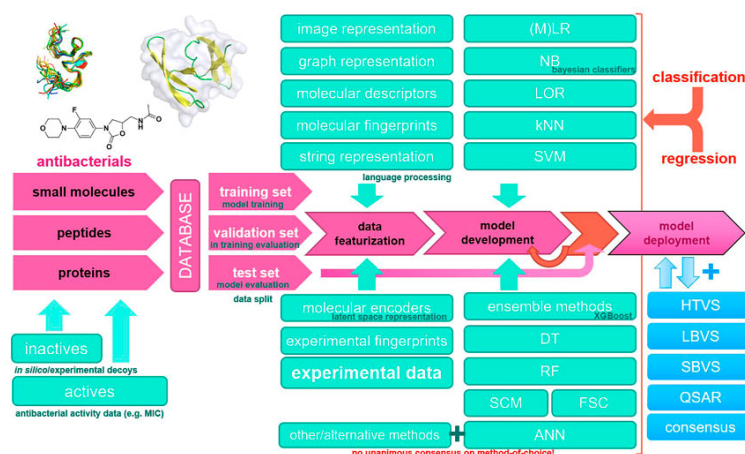 image representation
(M)LR
graph representation
NB
bayesian classifiers
molecular descriptors
LOR
molecular fingerprints
kNN
string representation
SVM
language processing
classification
regression
F
O
N
N
O
O
H
N
O
antibacterials
small molecules
peptides
proteins
DATABASE
training set
model training
validation set
in training evaluation
test set
model evaluation
data split
data
featurization
model
development
model
deployment
inactives
in silico/experimental decoys
actives
antibacterial activity data (e.g. MIC)
molecular encoders
latent space representation
ensemble methods
XGBoost
experimental fingerprints
DT
experimental data
RF
SCM
FSC
other/alternative methods
+
ANN
no unanimous consensus on method-of-choice!
+
HTVS
LBVS
SBVS
QSAR
consensus